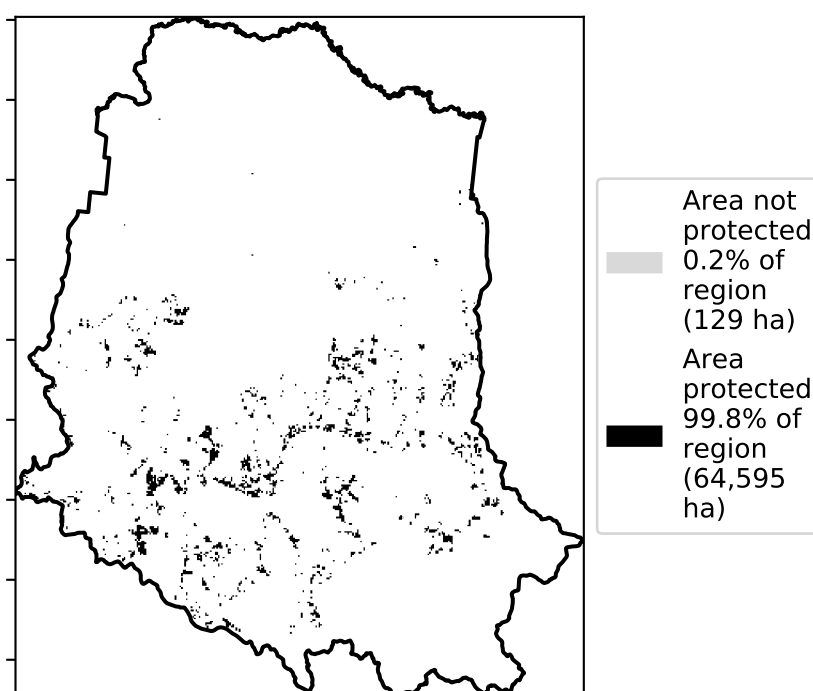 Area not
protected
0.2% of
region
(129 ha)
Area
protected
99.8% of
region
(64,595
ha)